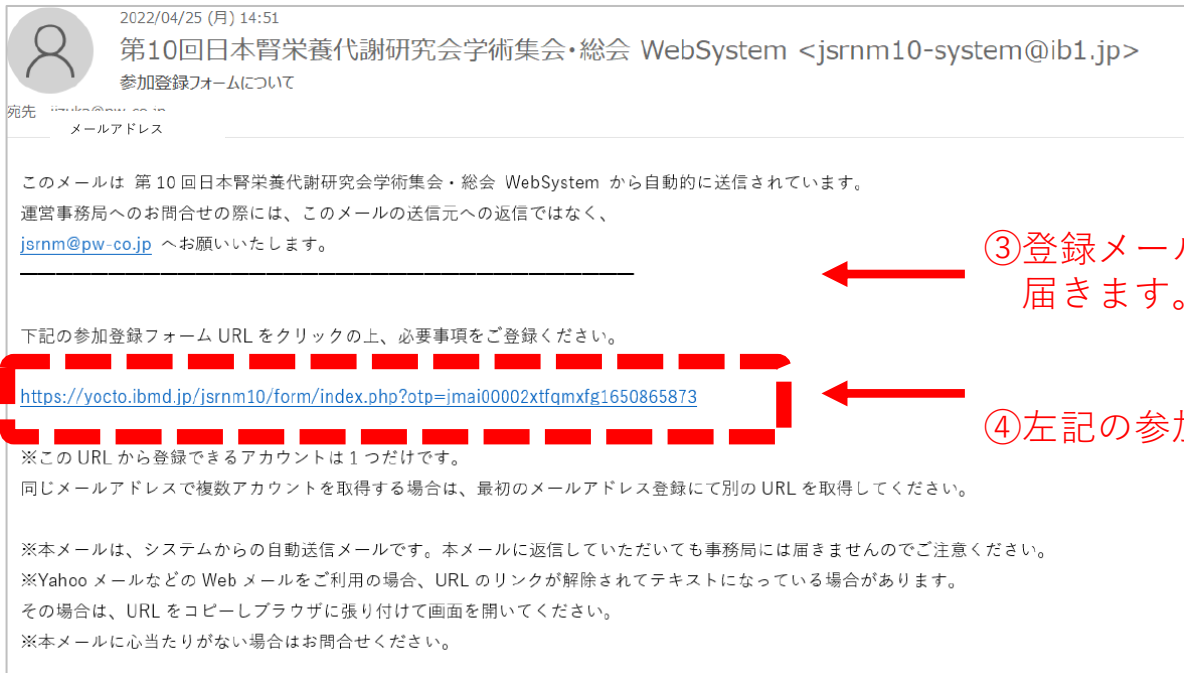 2022/04/25 (月) 14:51
第10回日本腎栄養代謝研究会学術集会・総会 WebSystem <jsrnm10-system@ib1.jp>
参加登録フォームについて
宛先
メールアドレス
このメールは 第 10 回日本腎栄養代謝研究会学術集会・総会 WebSystem から自動的に送信されています。
運営事務局へのお問合せの際には、このメールの送信元への返信ではなく、
jsrnm@pw-co.jp へお願いいたします。
③登録メール
届きます。
下記の参加登録フォーム URL をクリックの上、必要事項をご登録ください。
https://yocto.ibmd.jp/jsrnm10/form/index.php?otp=jmai00002xtfqmxfg1650865873
④左記の参加
※この URL から登録できるアカウントは 1 つだけです。
同じメールアドレスで複数アカウントを取得する場合は、最初のメールアドレス登録にて別の URL を取得してください。
※本メールは、システムからの自動送信メールです。本メールに返信していただいても事務局には届きませんのでご注意ください。
※Yahoo メールなどの Web メールをご利用の場合、URL のリンクが解除されてテキストになっている場合があります。
その場合は、URL をコピーしブラウザに張り付けて画面を開いてください。
※本メールに心当たりがない場合はお問合せください。